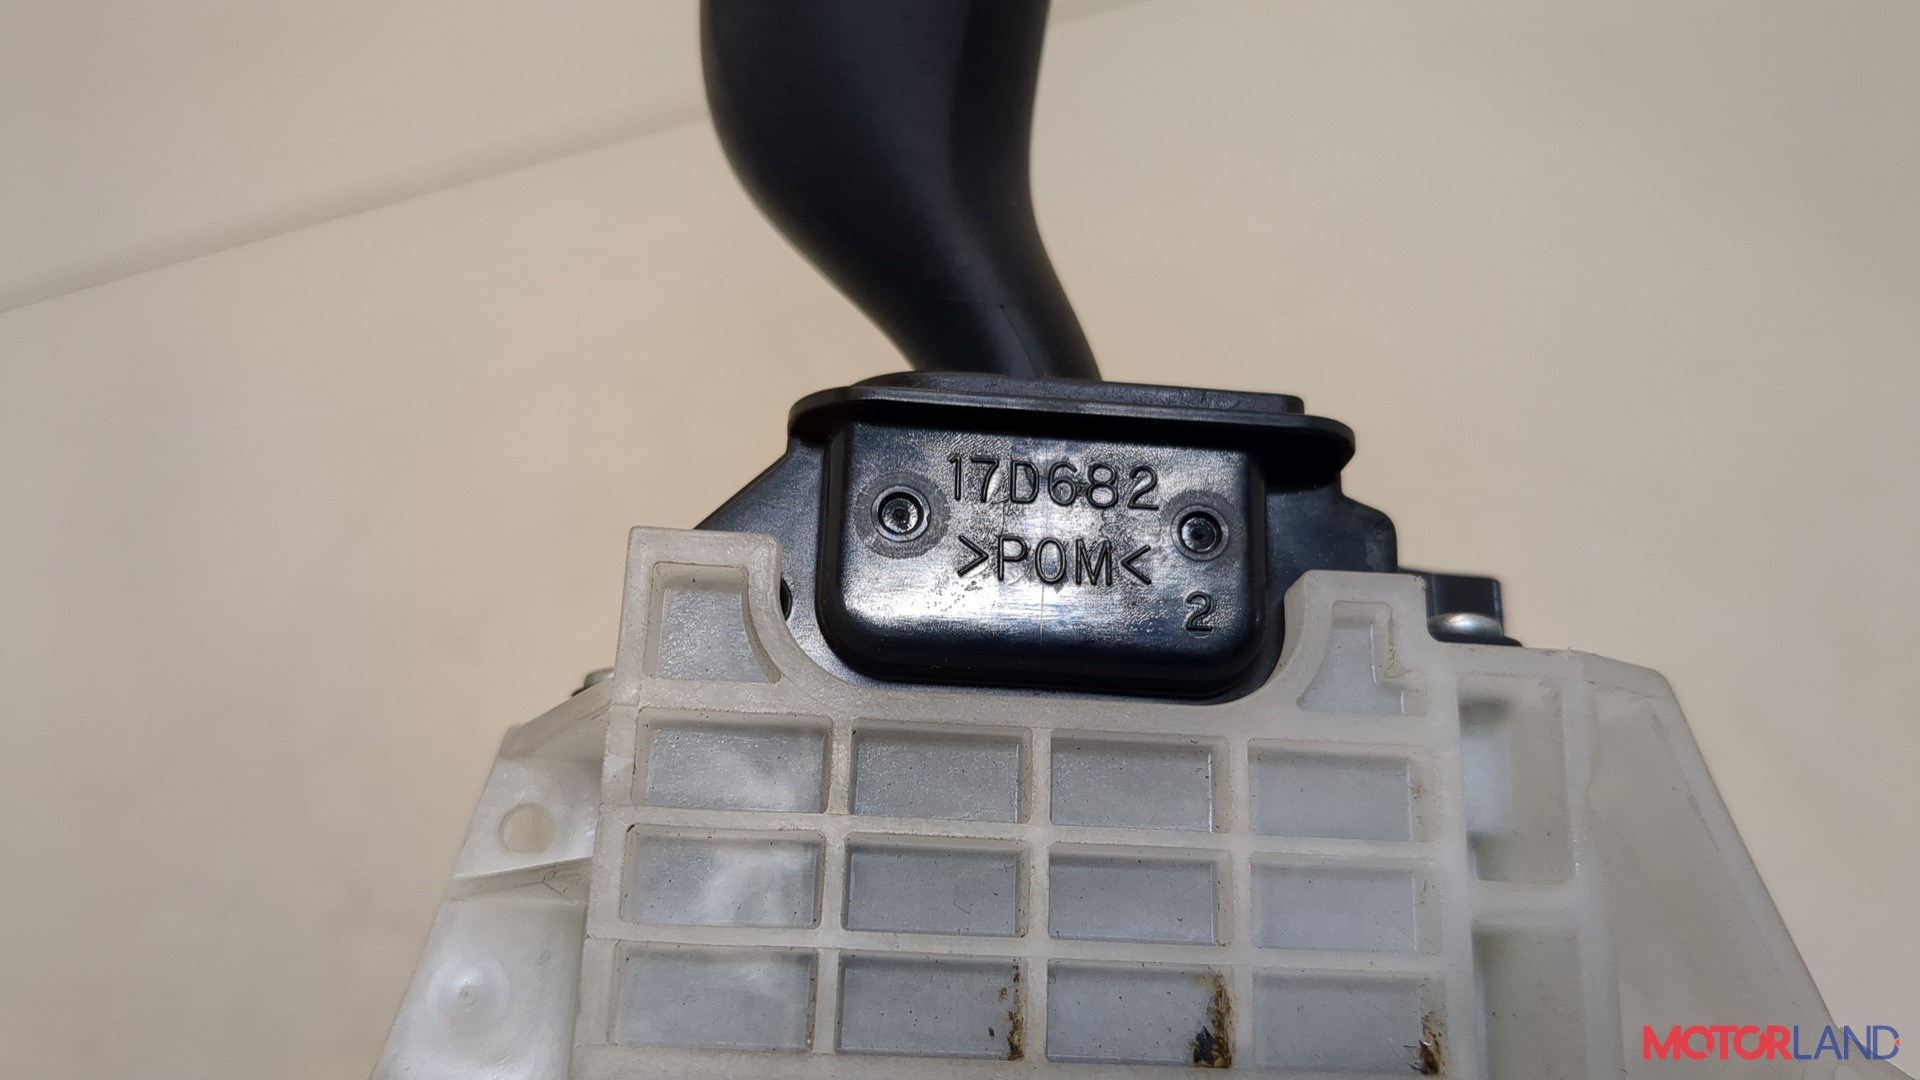 17D682
>POM<
2
MOTORLAND